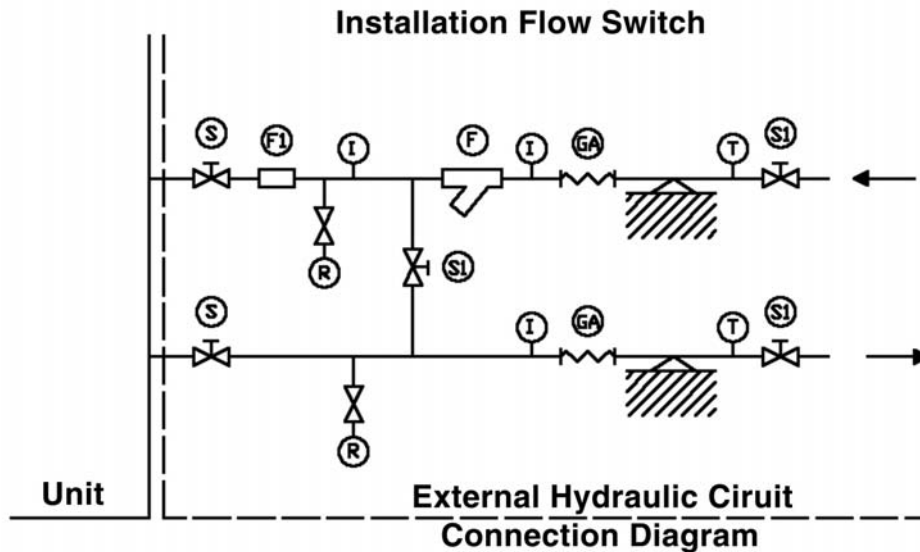 Installation Flow Switch
S F1 I F I GA T S1
R S1
S I GA T S1
R
Unit
External Hydraulic Ciruit
Connection Diagram